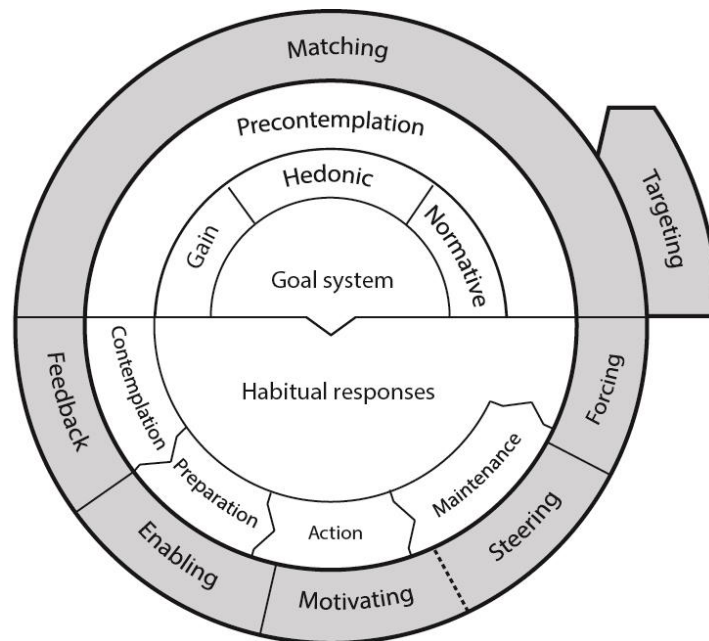 Matching
Targeting
Precontemplation
Gain
Hedonic
Normative
Goal system
Habitual responses
Contemplation
Preparation
Action
Maintenance
Feedback
Enabling
Motivating
Steering
Forcing